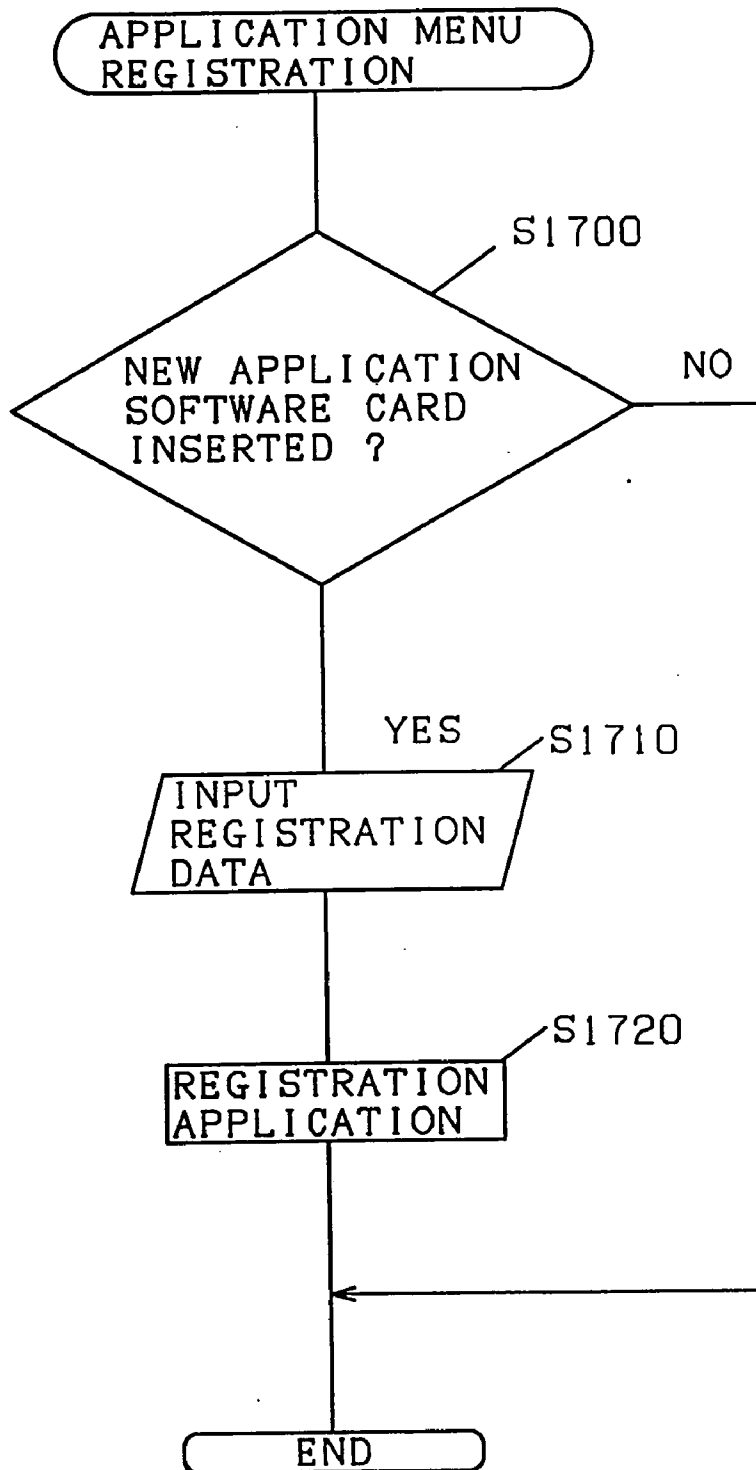 APPLICATION MENU
REGISTRATION
S1700
NEW APPLICATION
SOFTWARE CARD
INSERTED ?
NO
YES
S1710
INPUT
REGISTRATION
DATA
S1720
REGISTRATION
APPLICATION
END